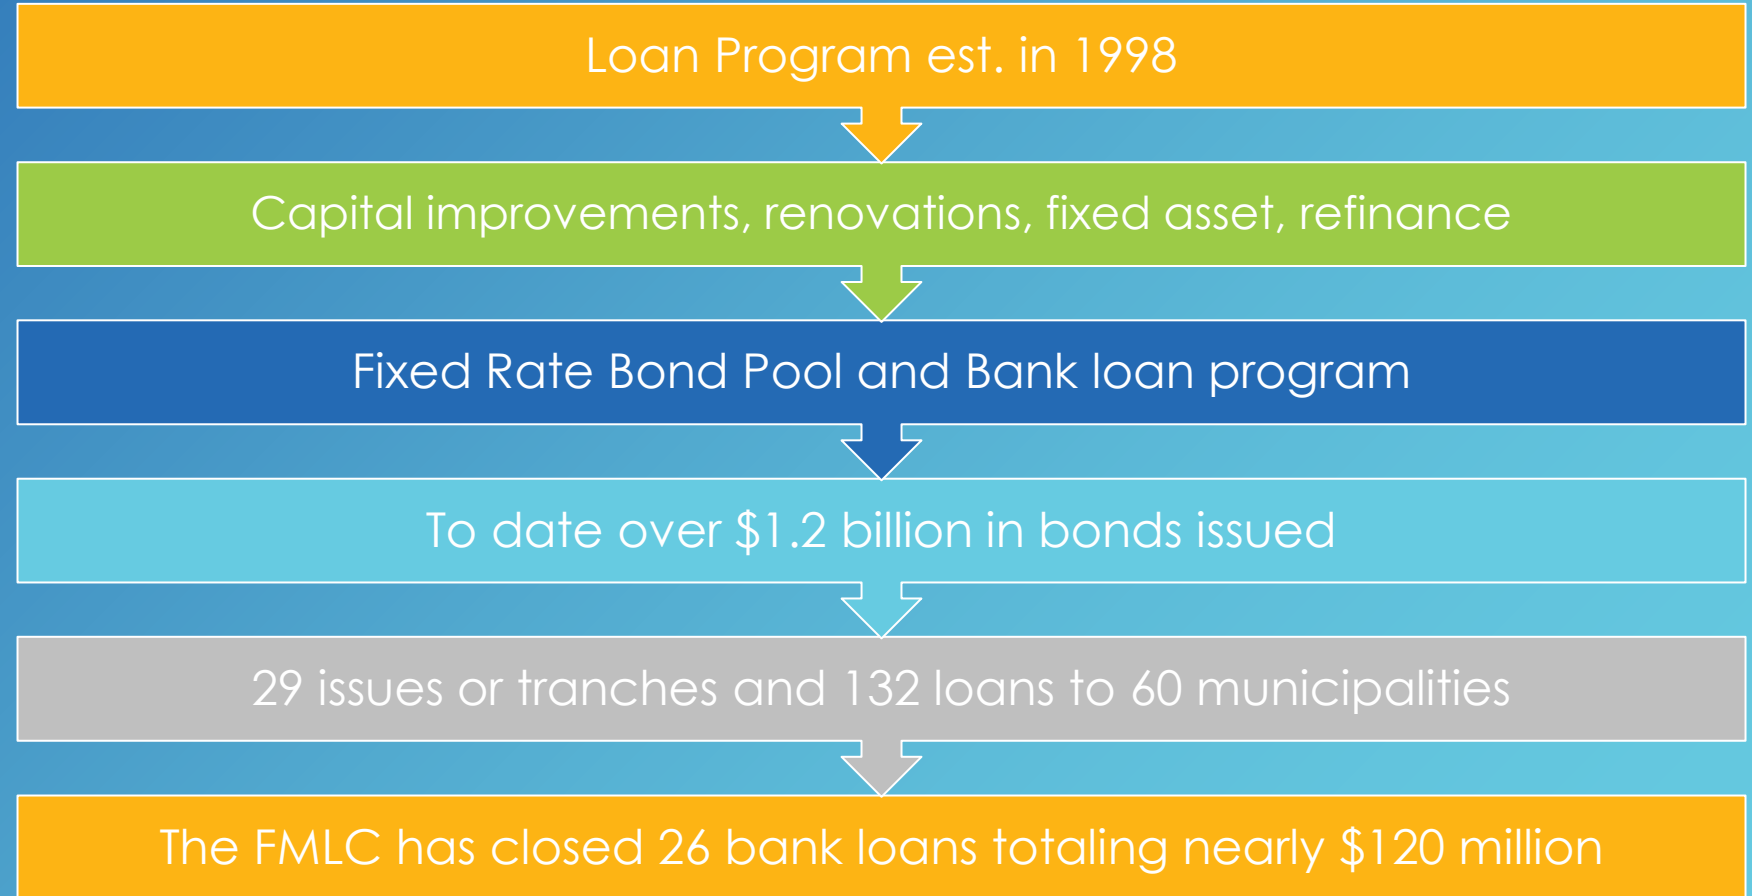 Loan Program est. in 1998
Capital improvements, renovations, fixed asset, refinance
Fixed Rate Bond Pool and Bank loan program
To date over $1.2 billion in bonds issued
29 issues or tranches and 132 loans to 60 municipalities
The FMLC has closed 26 bank loans totaling nearly $120 million